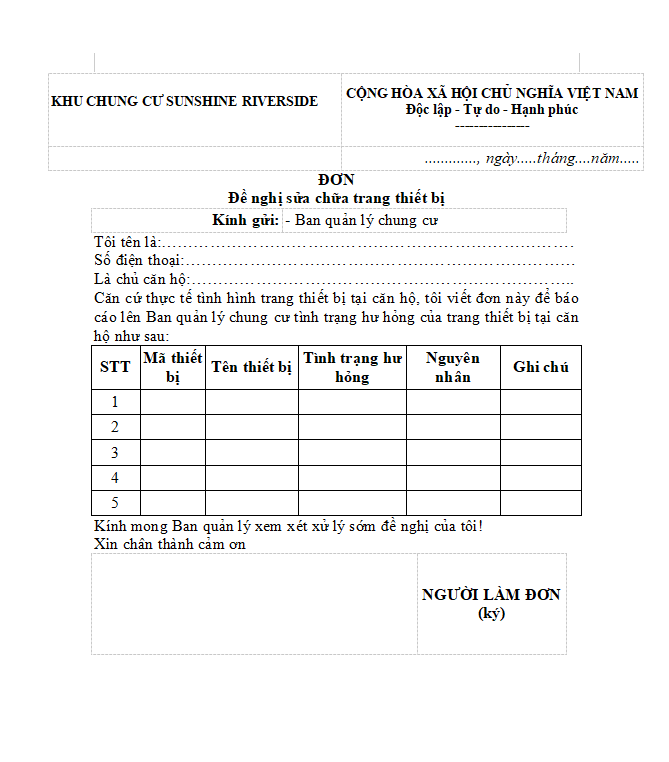 KHU CHUNG CƯ SUNSHINE RIVERSIDE
CỘNG HÒA XÃ HỘI CHỦ NGHĨA VIỆT NAM
Độc lập - Tự do - Hạnh phúc
----------------
............., ngày.....tháng....năm.....
ĐƠN
Đề nghị sửa chữa trang thiết bị
Kính gửi: - Ban quản lý chung cư
Tôi tên là:……………………………………………………………………
Số điện thoại:………………………………………………………………..
Là chủ căn hộ:……………………………………………………………….
Căn cứ thực tế tình hình trang thiết bị tại căn hộ, tôi viết đơn này để báo
cáo lên Ban quản lý chung cư tình trạng hư hỏng của trang thiết bị tại căn
hộ như sau:
STT Mã thiết bị Tên thiết bị Tình trạng hư hỏng Nguyên nhân Ghi chú
1
2
3
4
5
Kính mong Ban quản lý xem xét xử lý sớm đề nghị của tôi!
Xin chân thành cảm ơn
NGƯỜI LÀM ĐƠN
(ký)